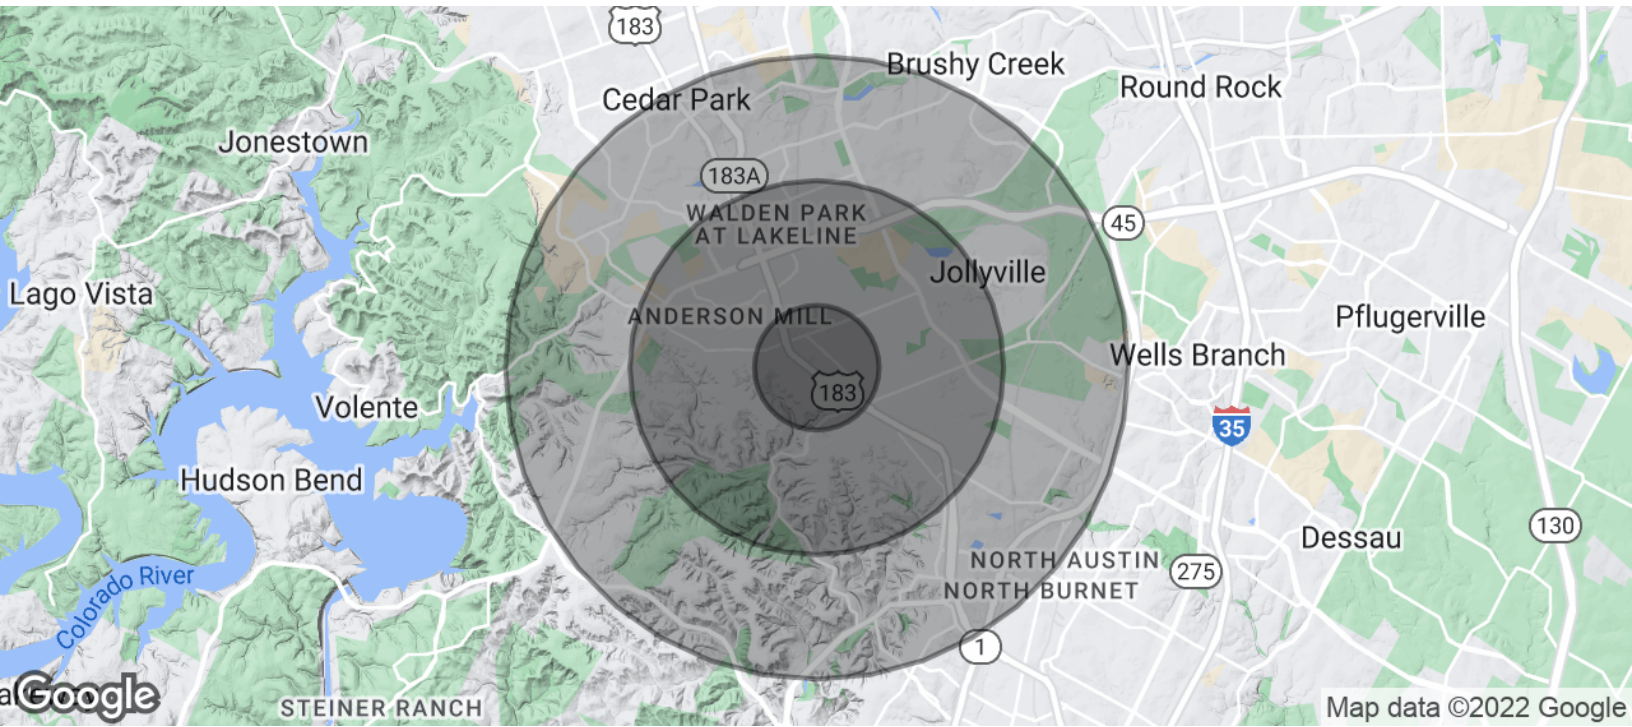 183
Brushy Creek
Cedar Park
Round Rock
Jonestown
183A
WALDEN PARK
AT LAKELINE
45
Jollyville
Lago Vista
ANDERSON MILL
Pflugerville
Wells Branch
183
Volente
35
Hudson Bend
130
Dessau
NORTH AUSTIN
275
Colorado River
NORTH BURNET
1
Google
STEINER RANCH
Map data ©2022 Google